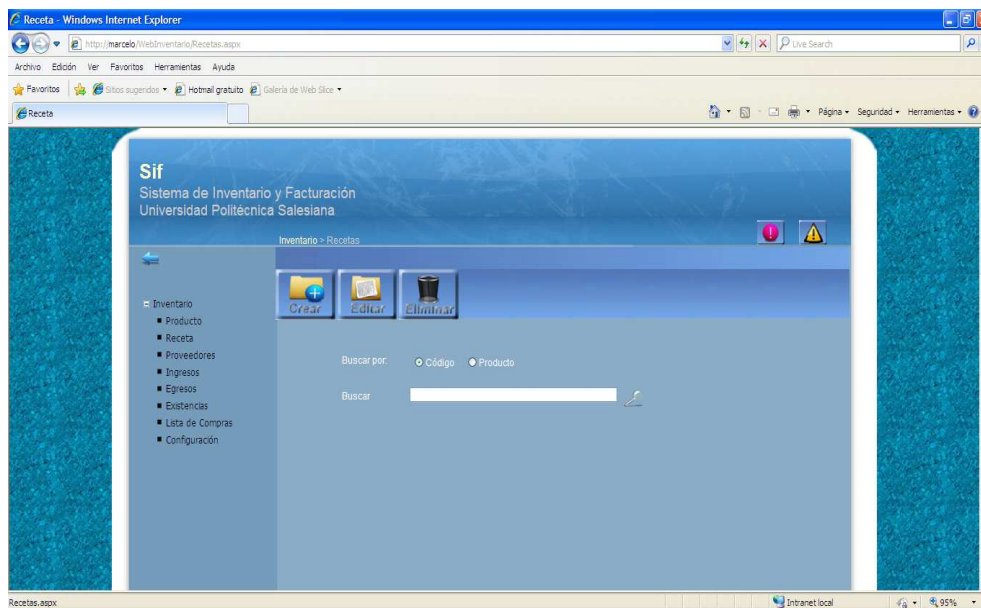 Receta - Windows Internet Explorer
http://marcelo/WebInventario/Recetas.aspx
Live Search
Archivo Edición Ver Favoritos Herramientas Ayuda
Favoritos Sitios sugeridos Hotmail gratuito Galería de Web Slice
Receta
Página Seguridad Herramientas
Sif
Sistema de Inventario y Facturación
Universidad Politécnica Salesiana
Inventario > Recetas
Crear Editar Eliminar
Inventario
Producto
Receta
Proveedores
Ingresos
Egresos
Existencias
Lista de Compras
Configuración
Buscar por: Código Producto
Buscar
Recetas.aspx
Intranet local
95%